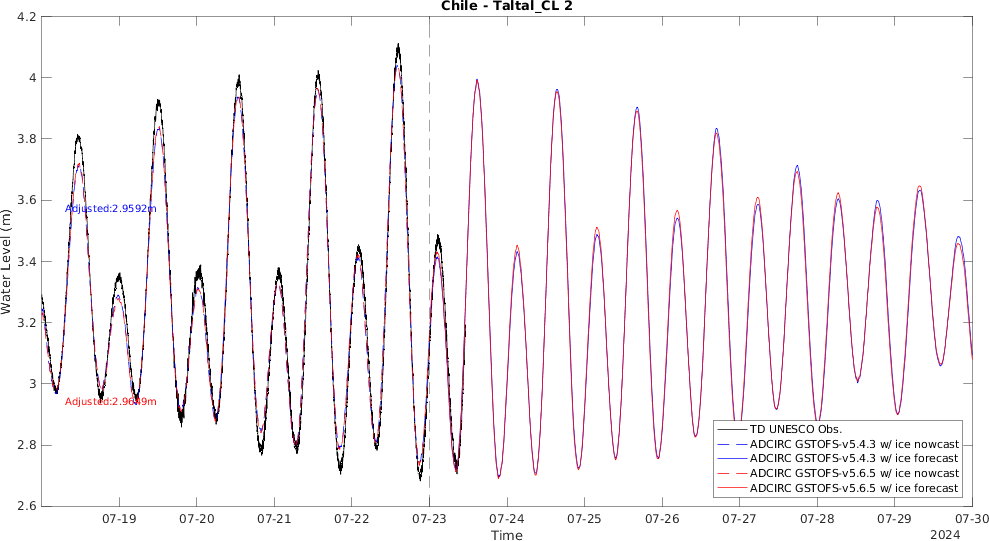 Chile - Taltal_CL 2
Water Level (m)
4.2
4
3.8
3.6
3.4
3.2
3
2.8
2.6
Adjusted:2.9592m
Adjusted:2.9649m
TD UNESCO Obs.
ADCIRC GSTOFS-v5.4.3 w/ ice nowcast
ADCIRC GSTOFS-v5.4.3 w/ ice forecast
ADCIRC GSTOFS-v5.6.5 w/ ice nowcast
ADCIRC GSTOFS-v5.6.5 w/ ice forecast
07-19 07-20 07-21 07-22 07-23 07-24 07-25 07-26 07-27 07-28 07-29 07-30
Time
2024